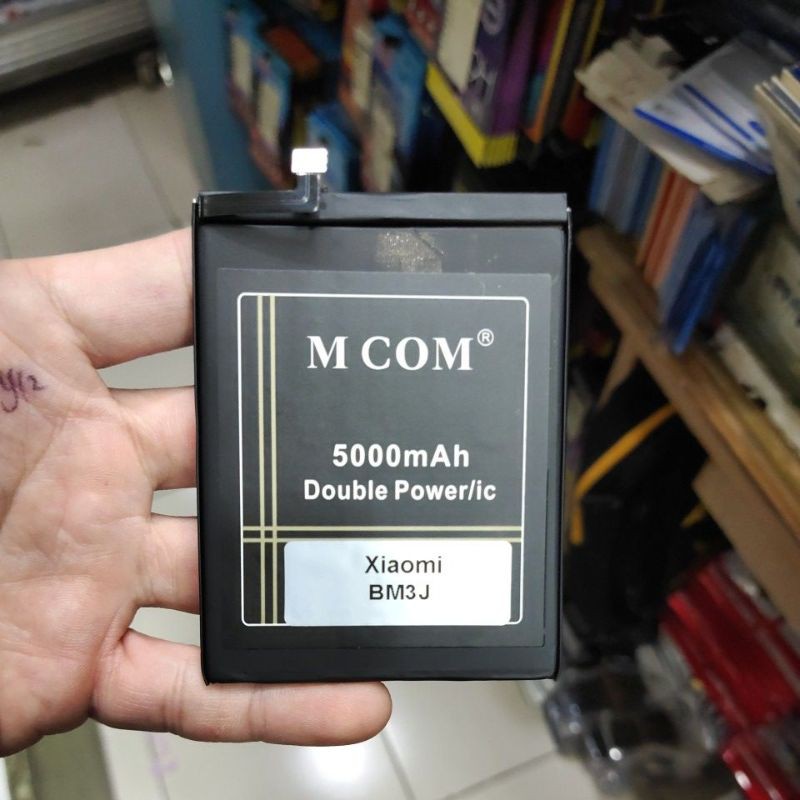 M COM®
5000mAh
Double Power/ic
Xiaomi
BM3J